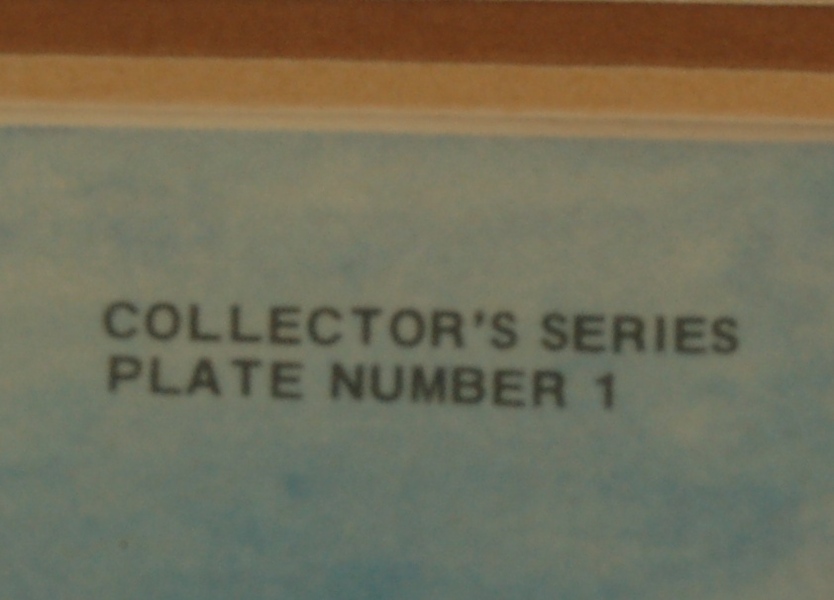 COLLECTOR'S SERIES
PLATE NUMBER 1